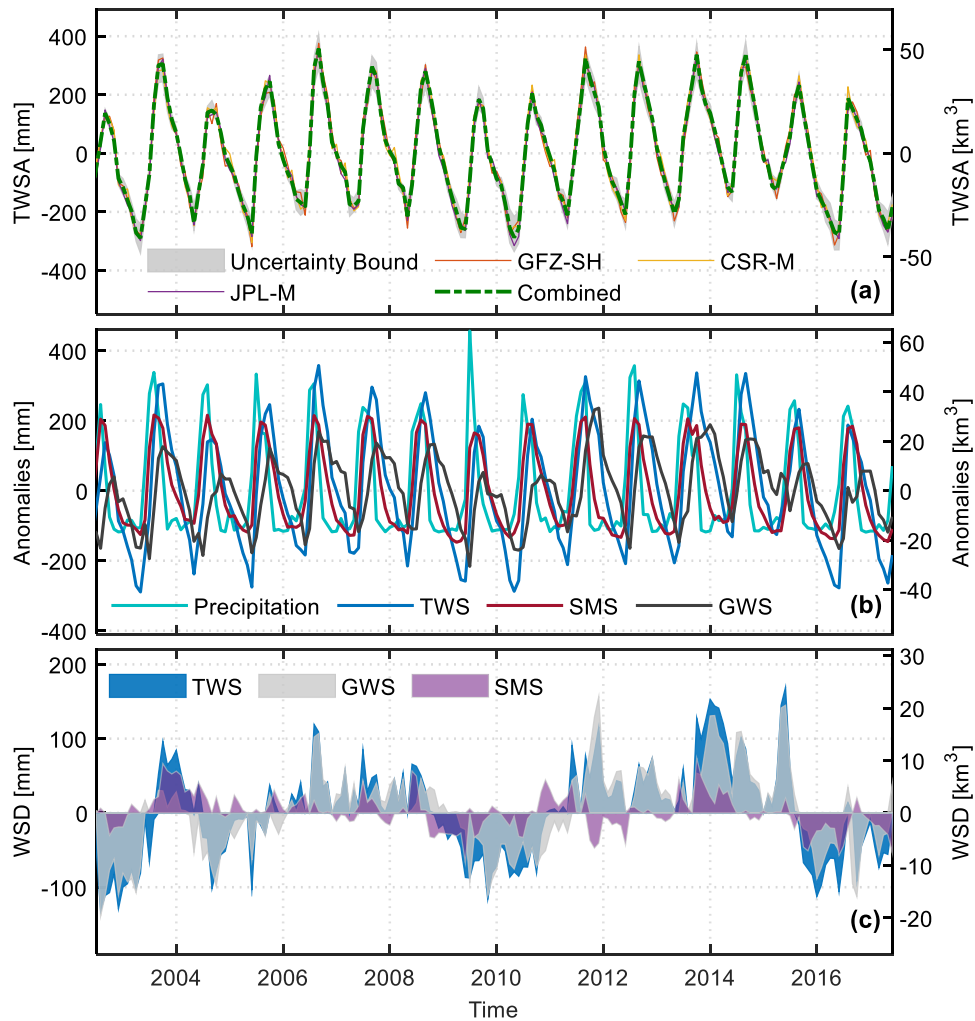 400
200
0
-200
-400
TWSA [mm]
50
0
-50
TWSA [km³]
Uncertainty Bound
GFZ-SH
CSR-M
JPL-M
Combined
(a)
400
200
0
-200
-400
Anomalies [mm]
60
40
20
0
-20
-40
Anomalies [km³]
Precipitation
TWS
SMS
GWS
(b)
200
100
0
-100
WSD [mm]
30
20
10
0
-10
-20
WSD [km³]
TWS
GWS
SMS
(c)
2004
2006
2008
2010
2012
2014
2016
Time